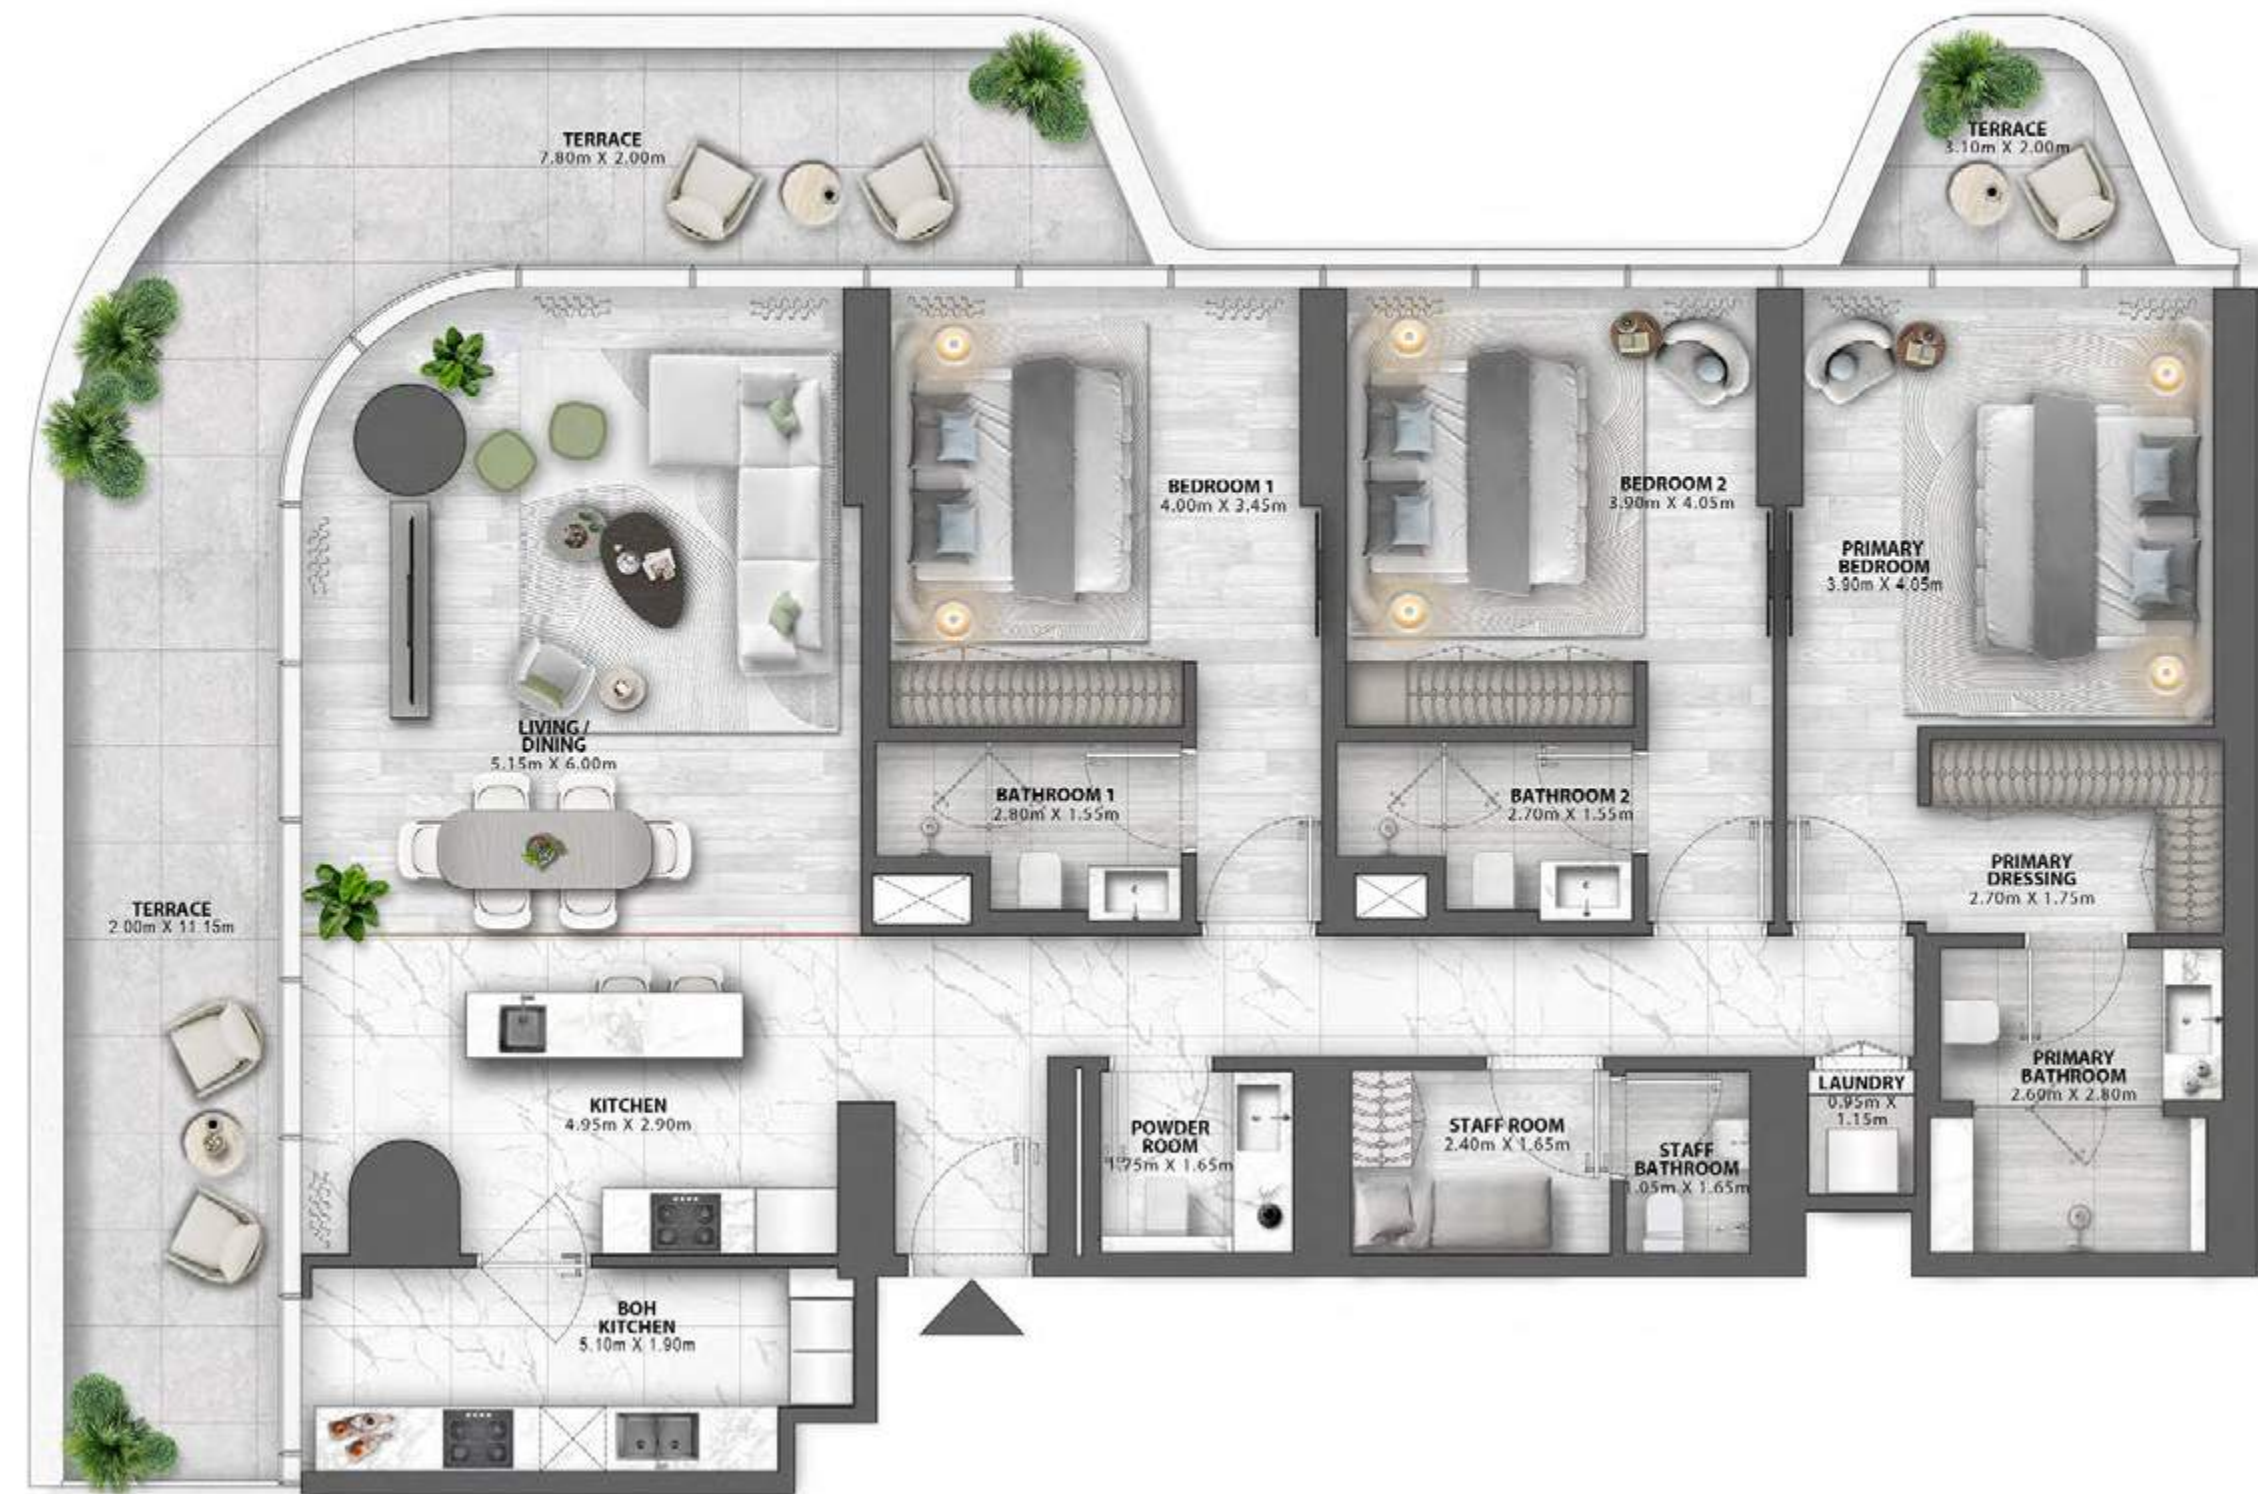 TERRACE
7.80m X 2.00m
TERRACE
3.10m X 2.00m
BEDROOM 1
4.00m X 3.45m
BEDROOM 2
3.90m X 4.05m
PRIMARY
BEDROOM
3.90m X 4.05m
LIVING /
DINING
5.15m X 6.00m
BATHROOM 1
2.80m X 1.55m
BATHROOM 2
2.70m X 1.55m
PRIMARY
DRESSING
2.70m X 1.75m
TERRACE
2.00m X 11.15m
KITCHEN
4.95m X 2.90m
POWDER
ROOM
1.75m X 1.65m
STAFF ROOM
2.40m X 1.65m
STAFF
BATHROOM
1.05m X 1.65m
LAUNDRY
0.95m X
1.15m
PRIMARY
BATHROOM
2.60m X 2.80m
BOH
KITCHEN
5.10m X 1.90m